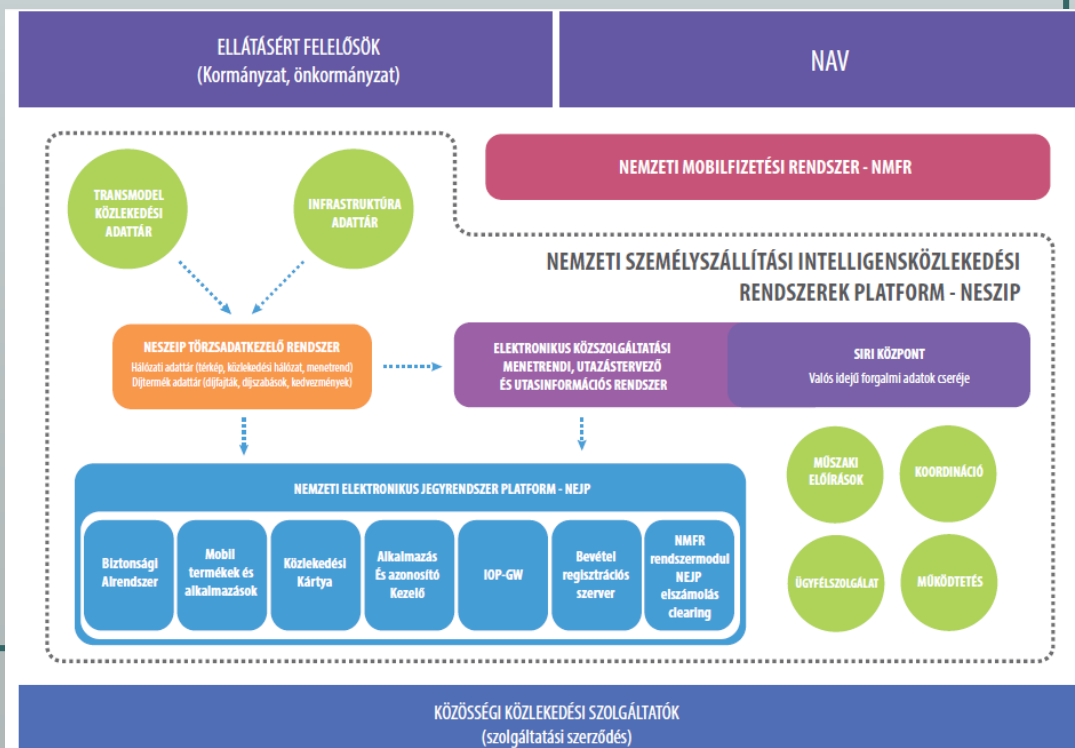 ELLÁTÁSÉRT FELELŐSÖK
(Kormányzat, önkormányzat)
NAV
NEMZETI MOBILFIZETÉSI RENDSZER - NMFR
TRANSMODEL
KÖZLEKEDÉSI
ADATTÁR
INFRASTRUKTÚRA
ADATTÁR
NEMZETI SZEMÉLYSZÁLLÍTÁSI INTELLIGENSKÖZLEKEDÉSI
RENDSZEREK PLATFORM - NESZIP
NESZEIP TÖRZSADATKEZELŐ RENDSZER
Hálózati adattár (térkép, közlekedési hálózat, menetrend)
Díjtermék adattár (díjfajták, díjszabások, kedvezmények)
ELEKTRONIKUS KÖZSZOLGÁLTATÁSI
MENETRENDI, UTAZÁSTERVEZŐ
ÉS UTASINFORMÁCIÓS RENDSZER
SIRI KÖZPONT
Valós idejű forgalmi adatok cseréje
NEMZETI ELEKTRONIKUS JEGYRENDSZER PLATFORM - NEJP
Biztonsági
Alrendszer
Mobil
termékek és
alkalmazások
Közlekedési
Kártya
Alkalmazás
És azonosító
Kezelő
IOP-GW
Bevétel
regisztrációs
szerver
NMFR
rendszermodul
NEJP
elszámolás
clearing
MŰSZAKI
ELŐÍRÁSOK
KOORDINÁCIÓ
ÜGYFÉLSZOLGÁLAT
MŰKÖDTETÉS
KÖZÖSSÉGI KÖZLEKEDÉSI SZOLGÁLTATÓK
(szolgáltatási szerződés)